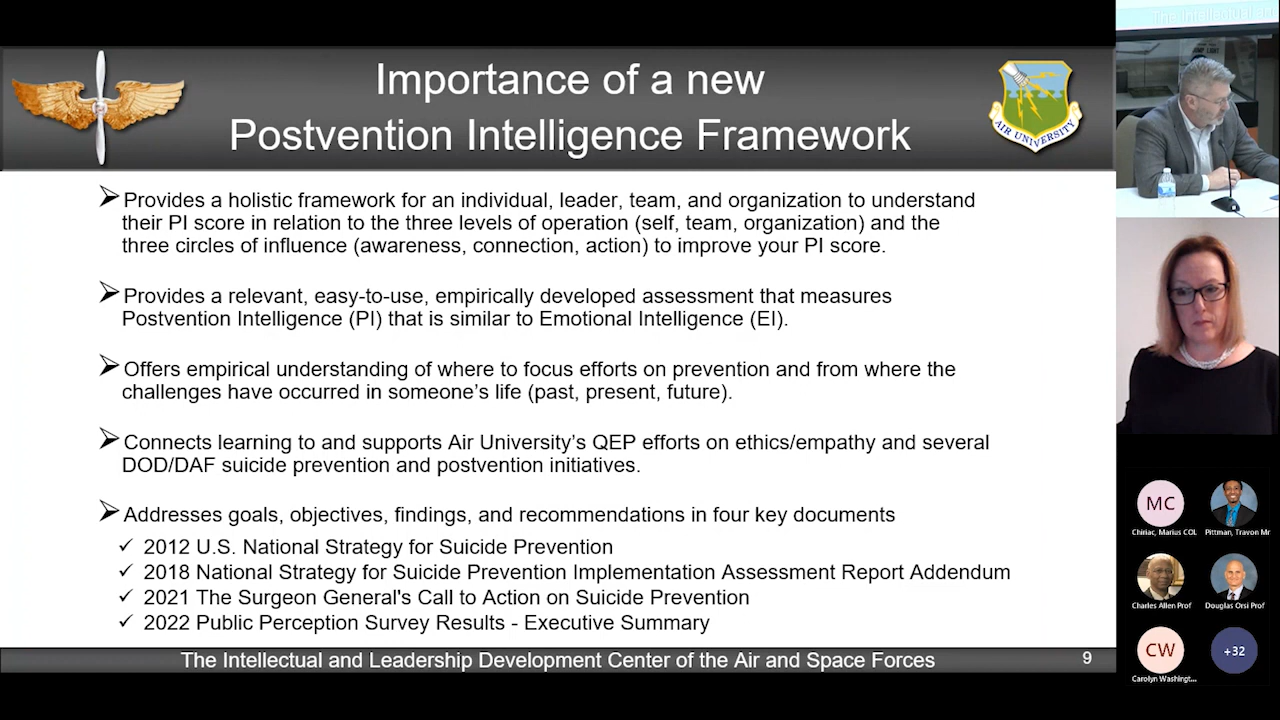 Importance of a new
Postvention Intelligence Framework
AIR UNIVERSITY
➢ Provides a holistic framework for an individual, leader, team, and organization to understand
their PI score in relation to the three levels of operation (self, team, organization) and the
three circles of influence (awareness, connection, action) to improve your PI score.
➢ Provides a relevant, easy-to-use, empirically developed assessment that measures
Postvention Intelligence (PI) that is similar to Emotional Intelligence (EI).
➢ Offers empirical understanding of where to focus efforts on prevention and from where the
challenges have occurred in someone's life (past, present, future).
➢ Connects learning to and supports Air University's QEP efforts on ethics/empathy and several
DOD/DAF suicide prevention and postvention initiatives.
➢ Addresses goals, objectives, findings, and recommendations in four key documents
✓ 2012 U.S. National Strategy for Suicide Prevention
✓ 2018 National Strategy for Suicide Prevention Implementation Assessment Report Addendum
✓ 2021 The Surgeon General's Call to Action on Suicide Prevention
✓ 2022 Public Perception Survey Results - Executive Summary
The Intellectual and Leadership Development Center of the Air and Space Forces
9
The Intellectual an
MC
Chiriac, Marius COL
Pittman, Travon Mr
Charles Allen Prof
Douglas Orsi Prof
CW
Carolyn Washingt...
+32